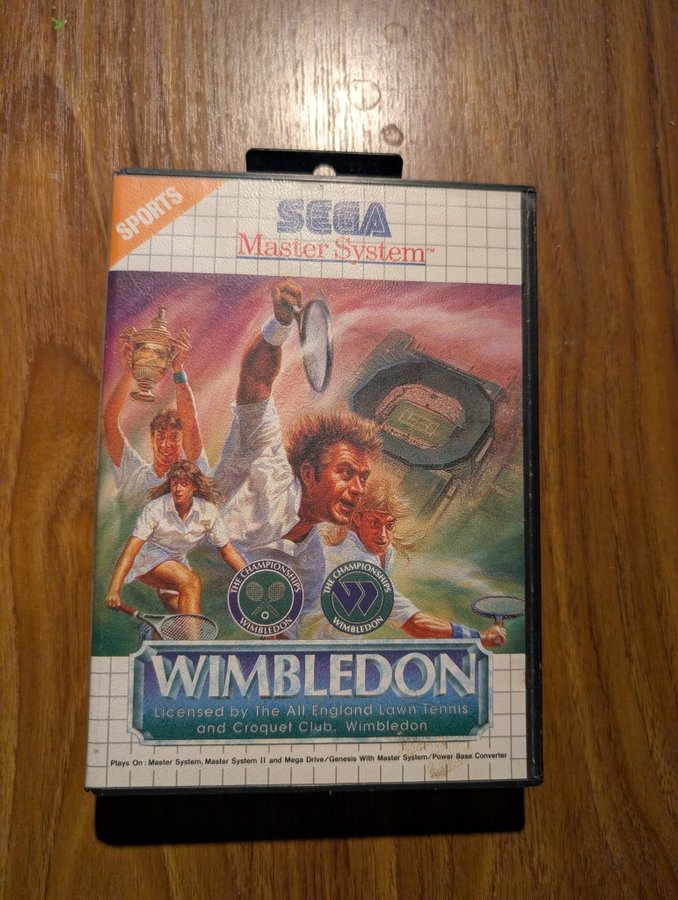 SPORTS
SEGA
Master System™
THE CHAMPIONSHIPS
WIMBLEDON
THE CHAMPIONSHIPS
WIMBLEDON
WIMBLEDON
Licensed by The All England Lawn Tennis
and Croquet Club, Wimbledon
Plays On : Master System, Master System II and Mega Drive/Genesis With Master System/Power Base Converter